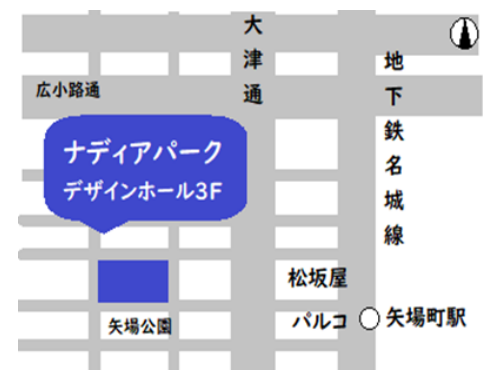 大津通
地下鉄名城線
広小路通
ナディアパーク
デザインホール3F
松坂屋
パルコ
矢場町駅
矢場公園